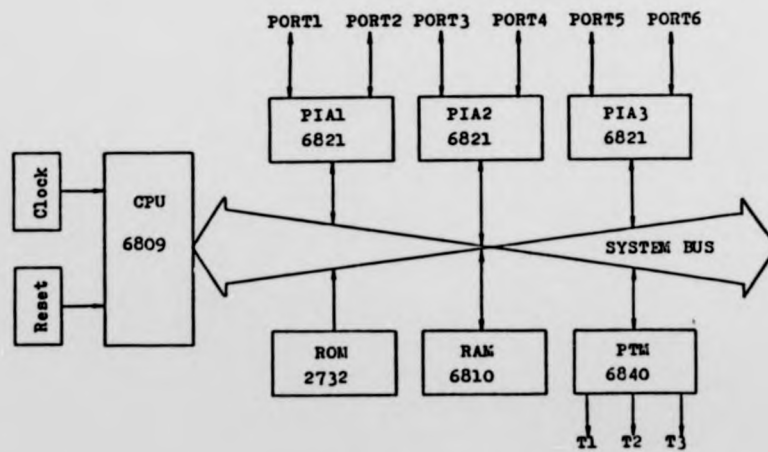 PORT1 PORT2 PORT3 PORT4 PORT5 PORT6
PIA1 PIA2 PIA3
6821 6821 6821
Clock
CPU
6809
SYSTEM BUS
Reset
ROM RAM PTM
2732 6810 6840
T1 T2 T3